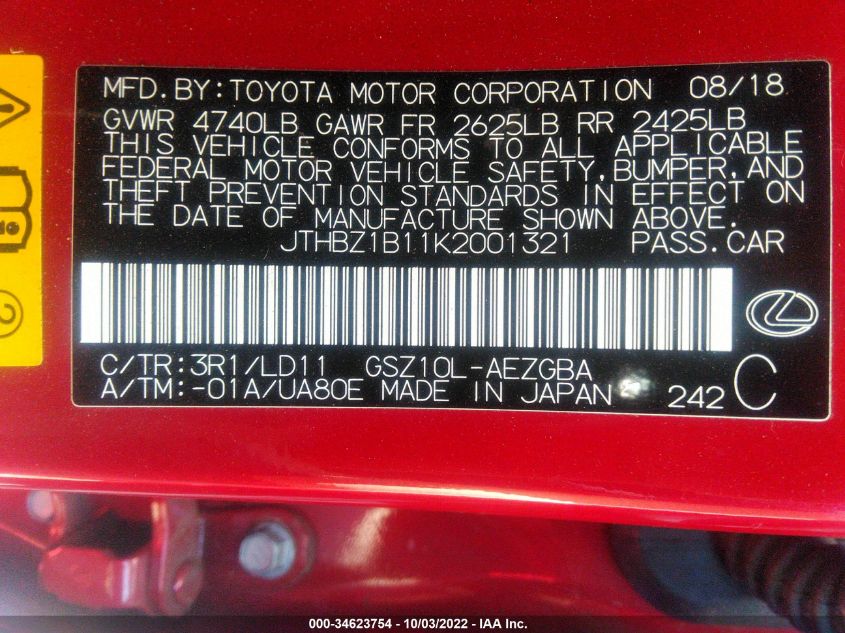 MFD.BY:TOYOTA MOTOR CORPORATION 08/18
GVWR 4740LB GAWR FR 2625LB RR 2425LB
THIS VEHICLE CONFORMS TO ALL APPLICABLE
FEDERAL MOTOR VEHICLE SAFETY,BUMPER,AND
THEFT PREVENTION STANDARDS IN EFFECT ON
THE DATE OF MANUFACTURE SHOWN ABOVE.
JTHBZ1B11K2001321 PASS.CAR
2
C/TR:3R1/LD11 GSZ10L-AEZGBA
A/TM:-01A/UA80E MADE IN JAPAN 242 C
000-34623754 - 10/03/2022 - IAA Inc.